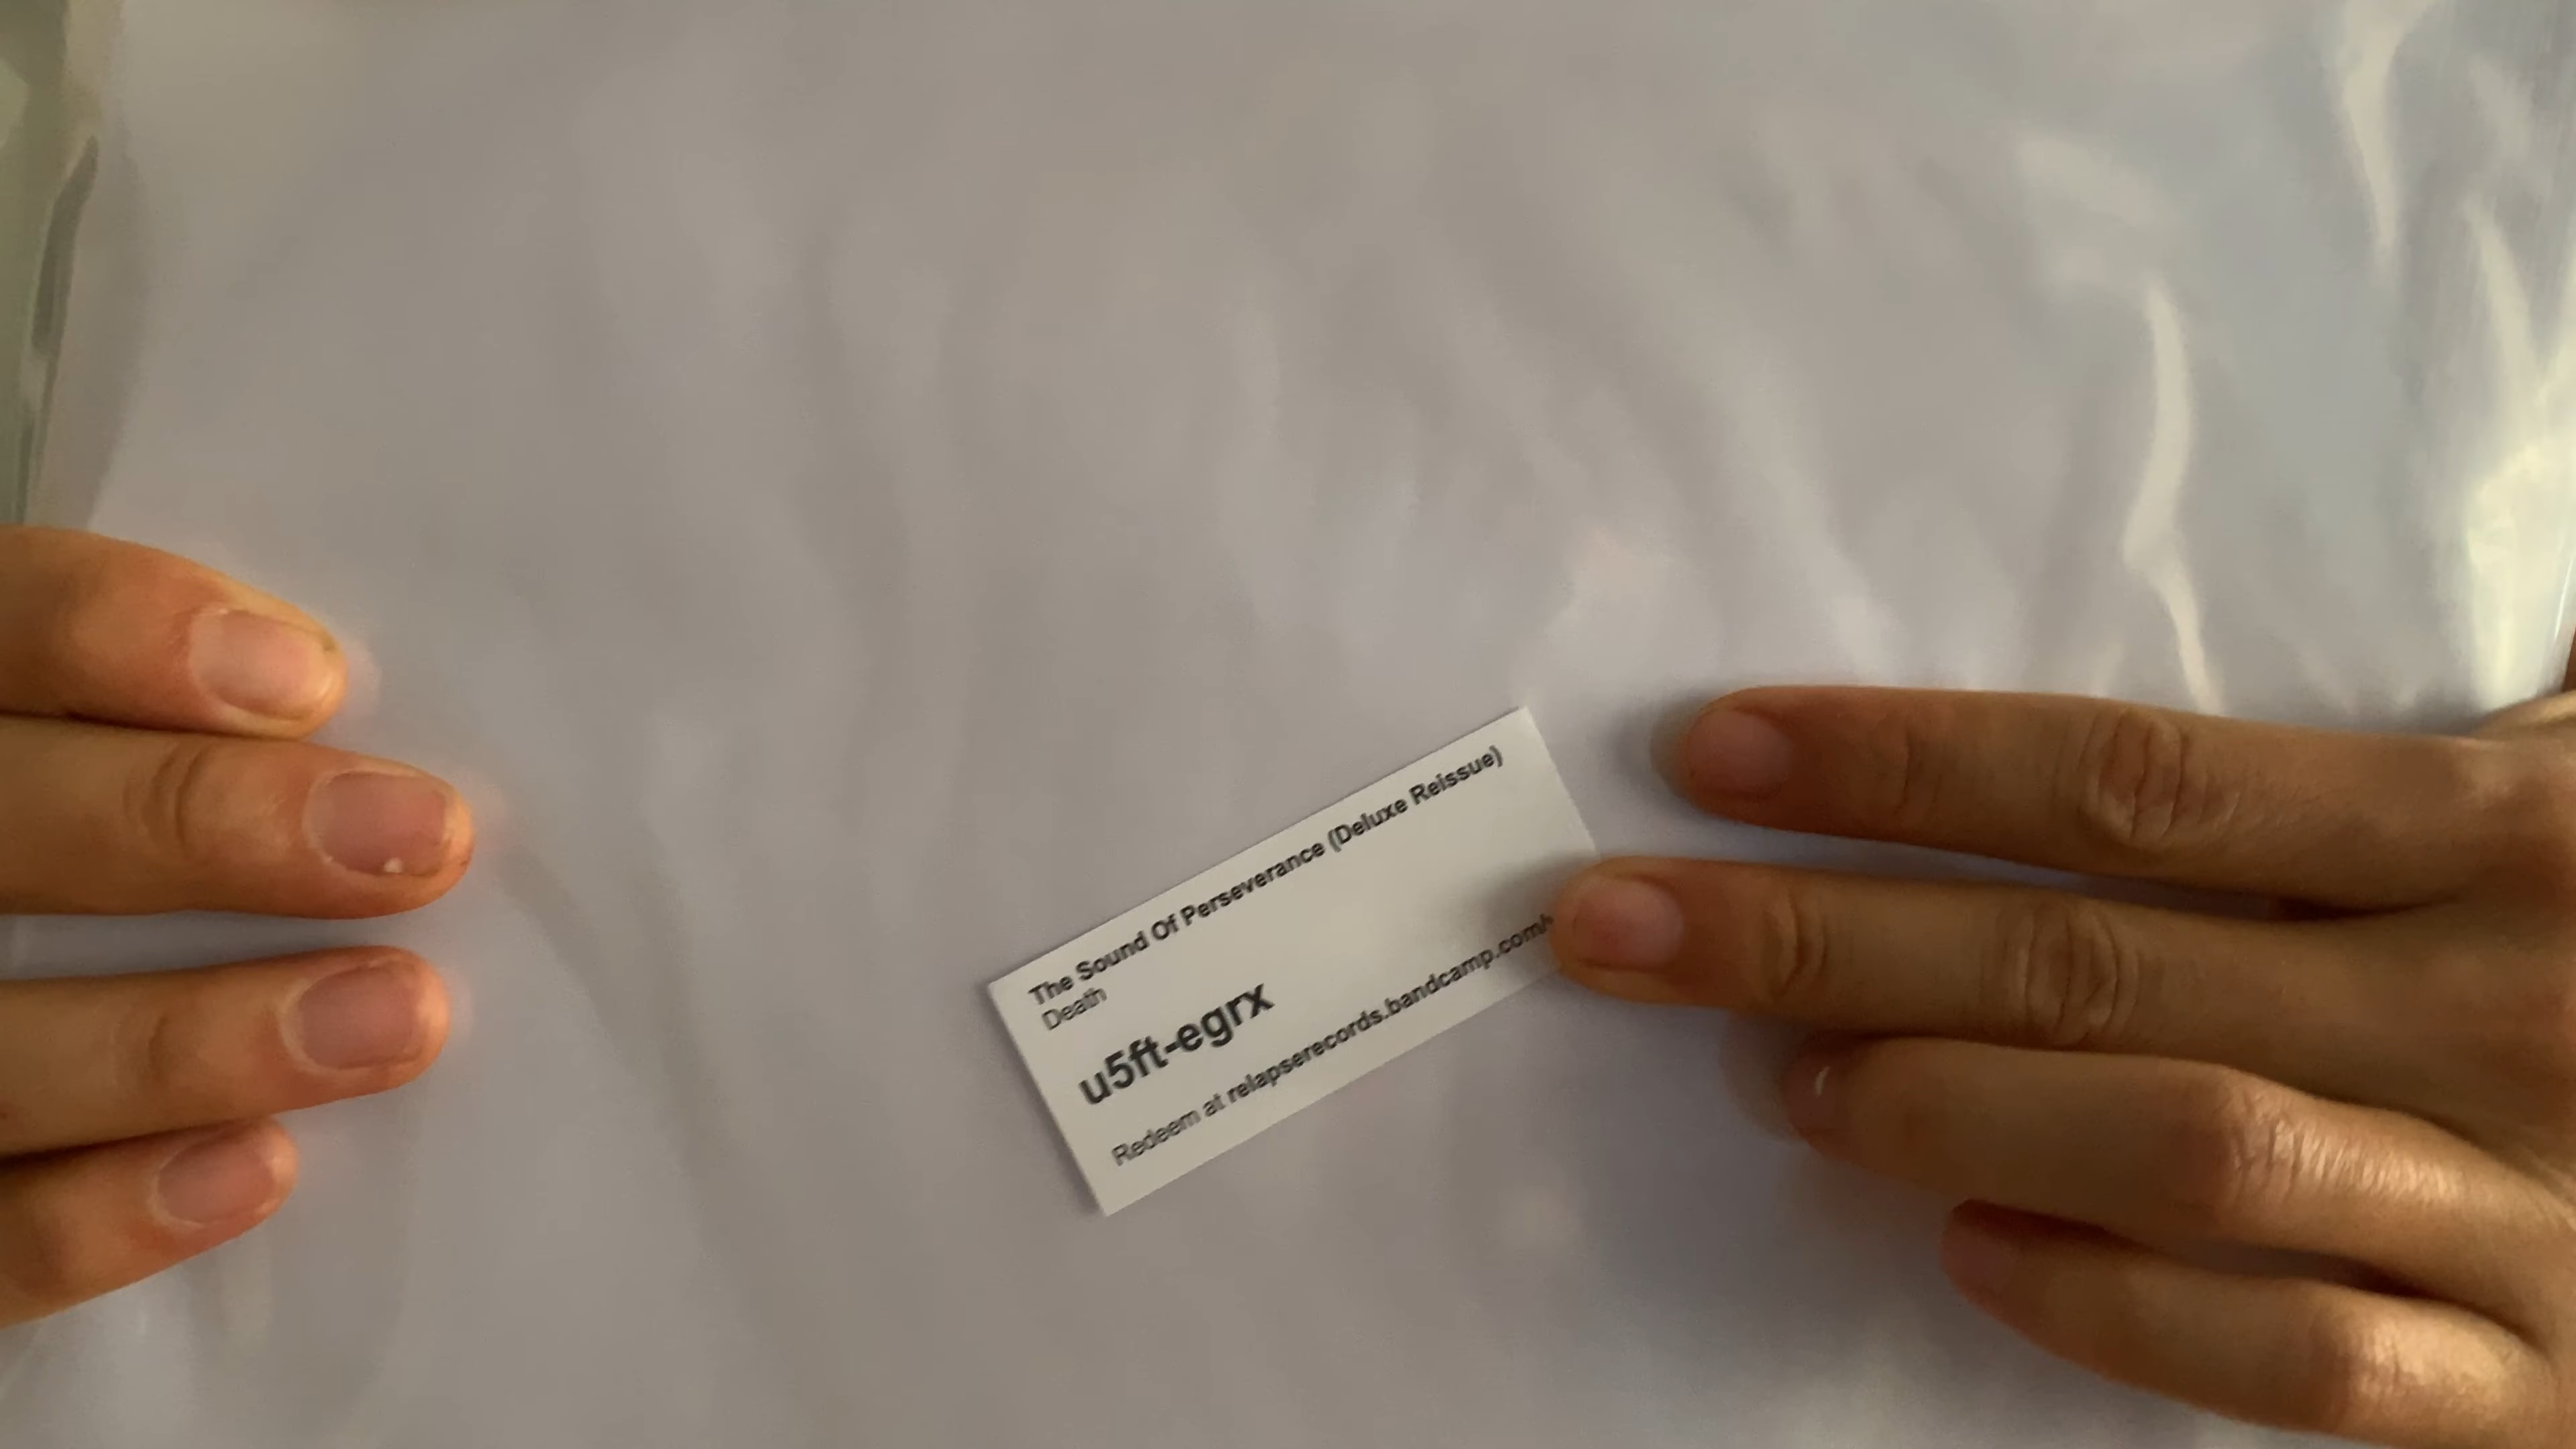 The Sound Of Perseverance (Deluxe Reissue)
Death
u5ft-egrx
Redeem at relapserecords.bandcamp.com/